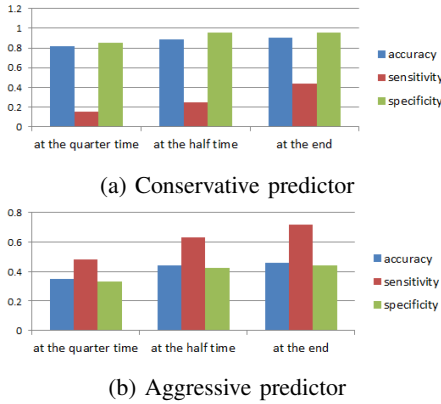 1.2
1
0.8
0.6
0.4
0.2
0
at the quarter time at the half time at the end
accuracy
sensitivity
specificity
(a) Conservative predictor
0.8
0.6
0.4
0.2
0
at the quarter time at the half time at the end
accuracy
sensitivity
specificity
(b) Aggressive predictor